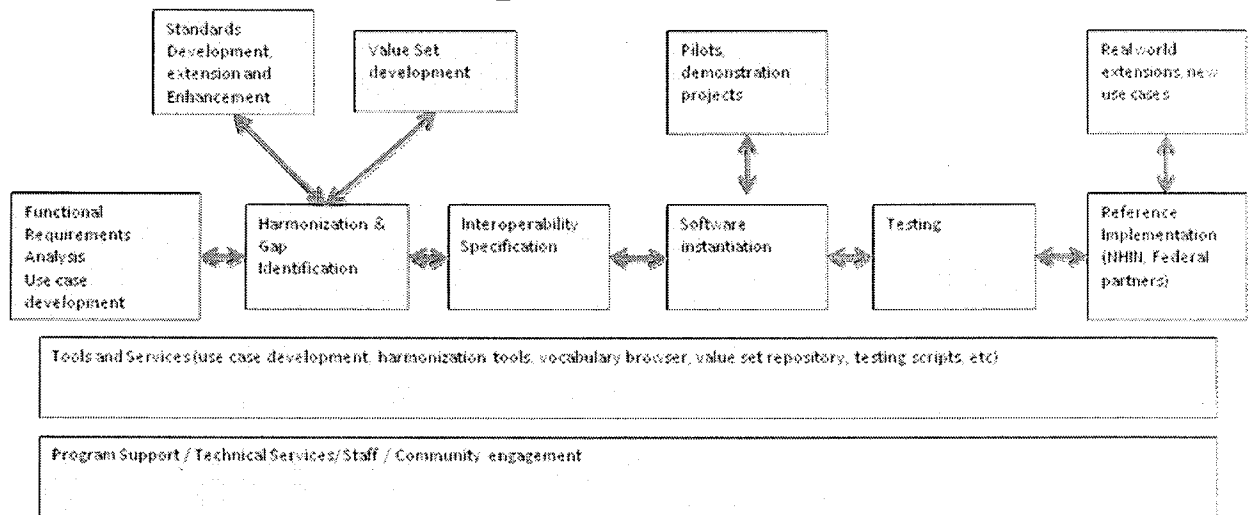 Standards
Development,
extension and
Enhancement
Value Set
development
Pilots,
demonstration
projects
Real world
extensions, new
use cases
Functional
Requirements
Analysis
Use case
development
Harmonization &
Gap
Identification
Interoperability
Specification
Software
instantiation
Testing
Reference
Implementation
(NHIN, Federal
partners)
Tools and Services (use case development, harmonization tools, vocabulary browser, value set repository, testing scripts, etc)
Program Support / Technical Services/ Staff / Community engagement